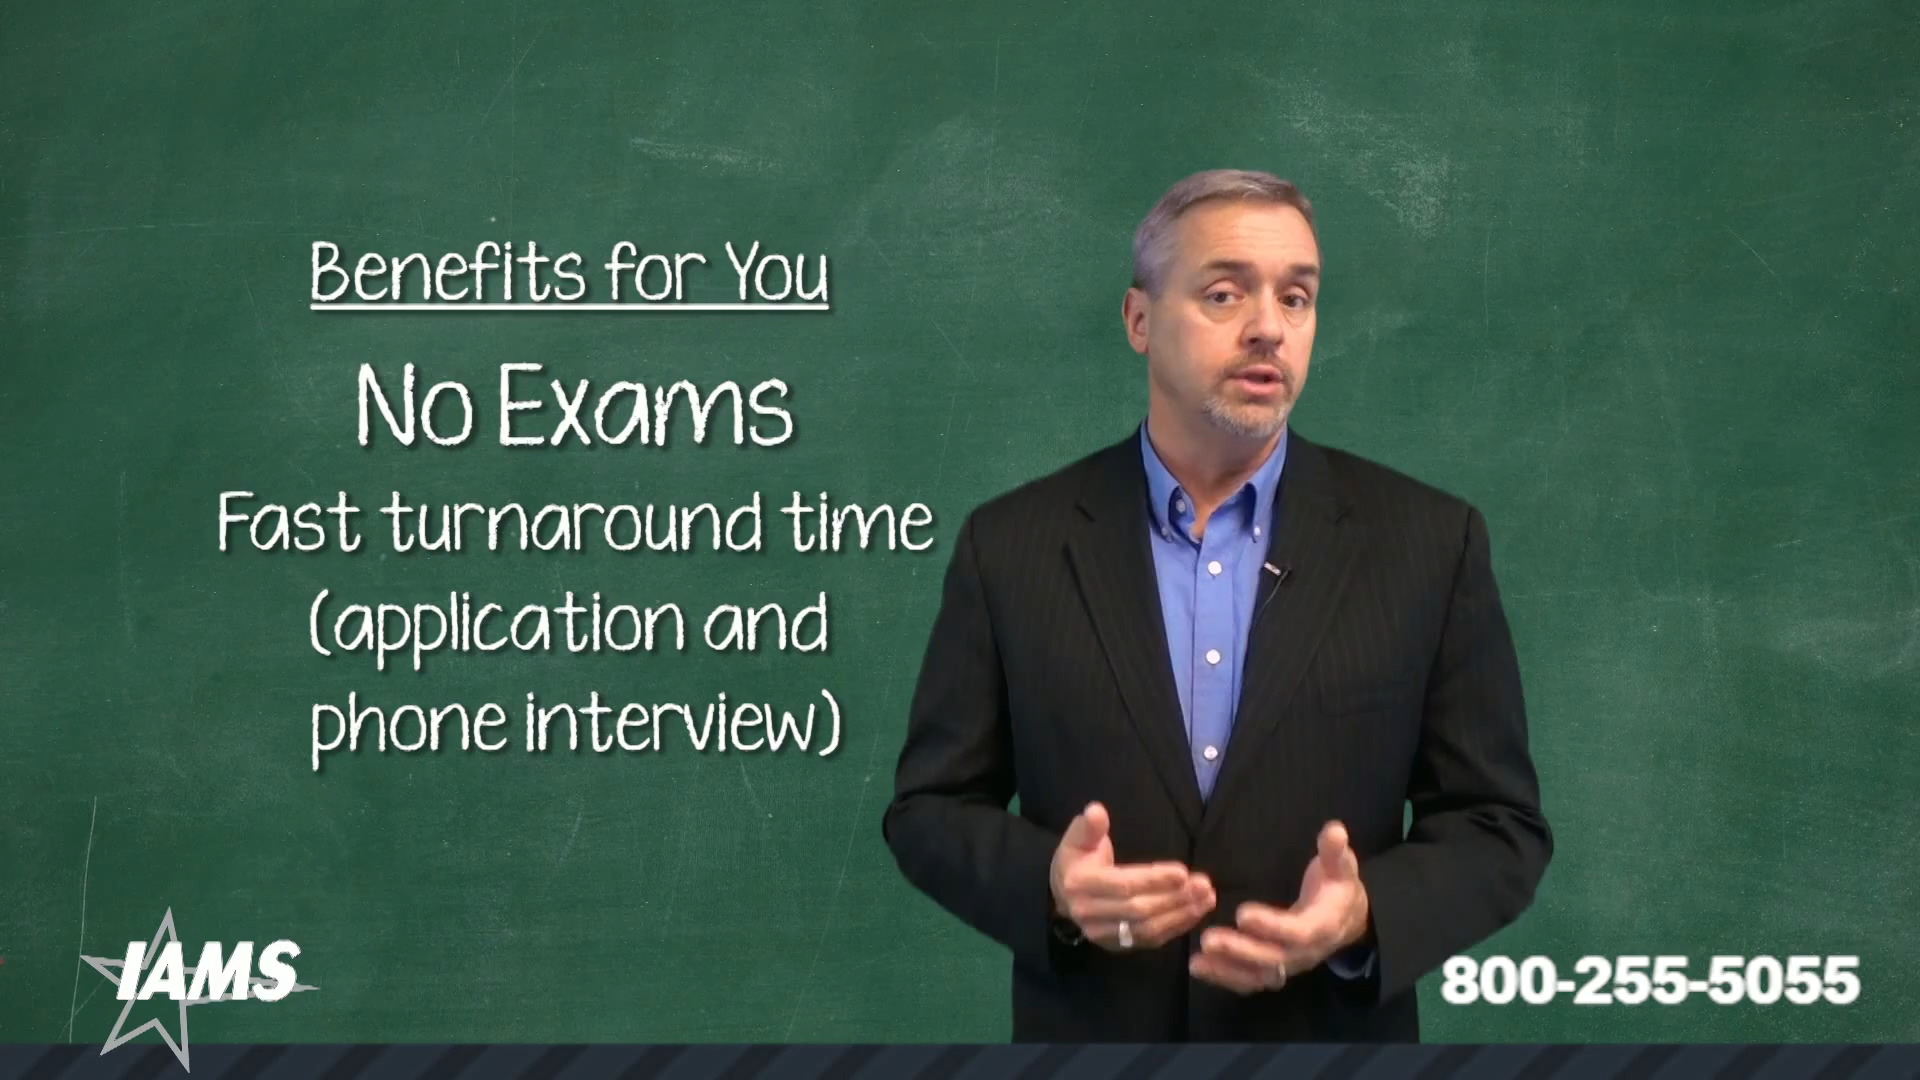 Benefits for You
No Exams
Fast turnaround time
(application and
phone interview)
IAMS
800-255-5055